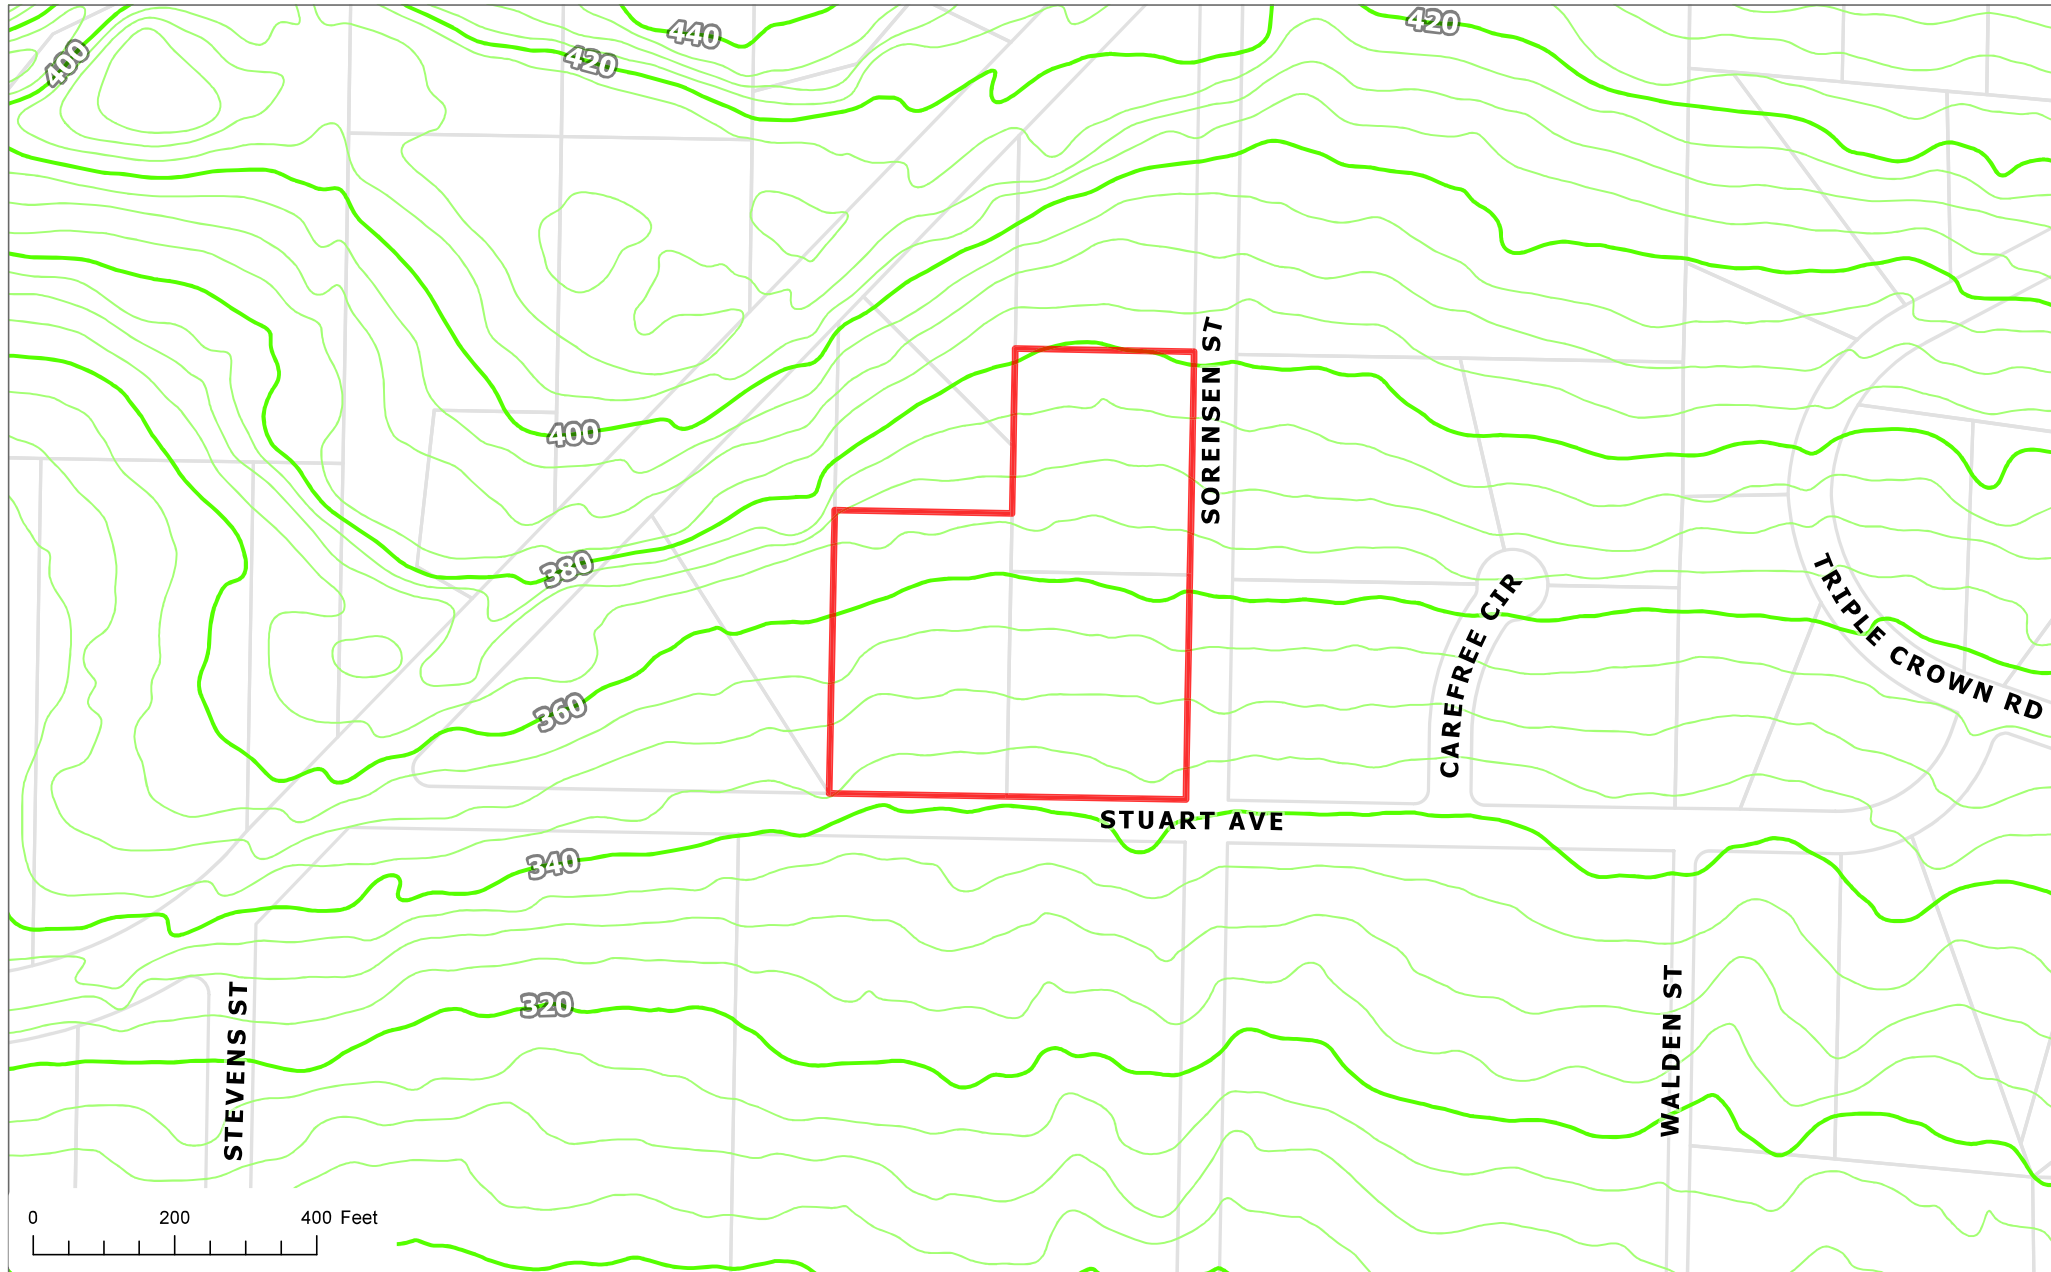 440
420
420
400
SORENSEN ST
400
380
TRIPLE CROWN RD
CAREFREE CIR
360
STUART AVE
340
WALDEN ST
STEVENS ST
320
0 200 400 Feet